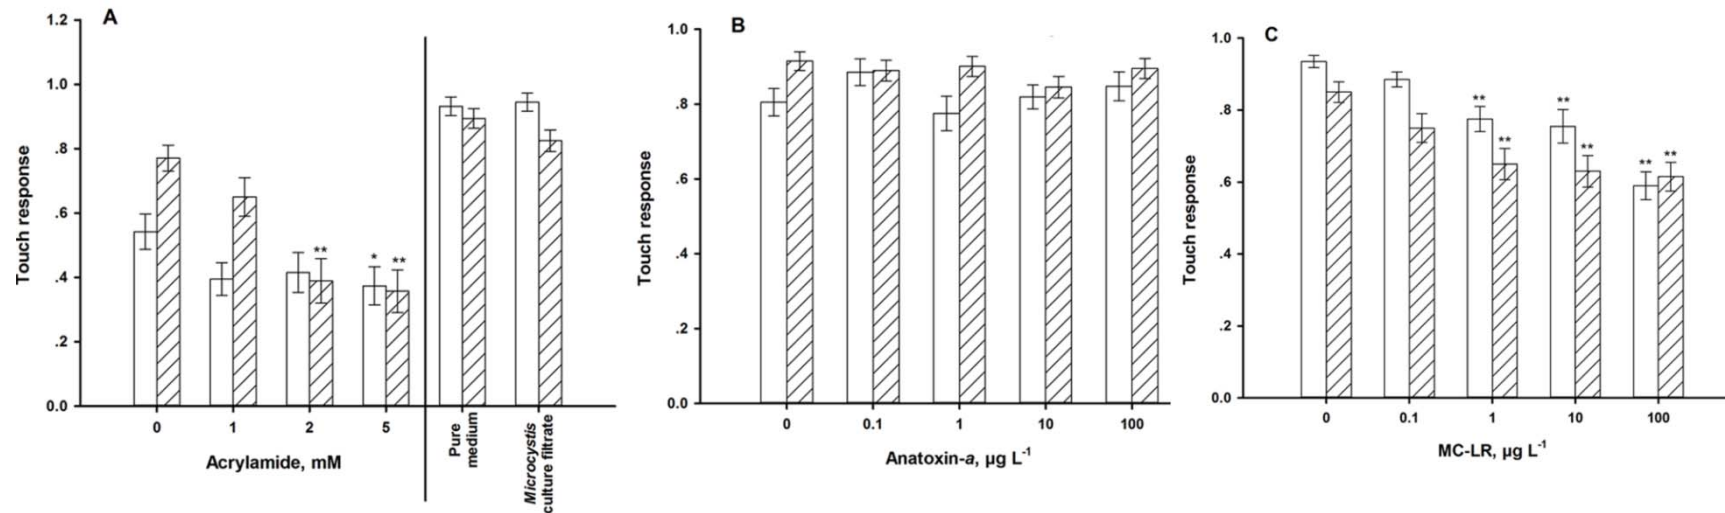 A
1.2
1.0
.8
.6
.4
.2
0.0
Touch response
** * **
0 1 2 5
Acrylamide, mM
Pure
medium
Microcystis
culture filtrate
B
1.0
.8
.6
.4
.2
0.0
Touch response
0 0.1 1 10 100
Anatoxin-a, µg L-1
C
1.0
.8
.6
.4
.2
0.0
Touch response
** ** ** ** ** **
0 0.1 1 10 100
MC-LR, µg L-1